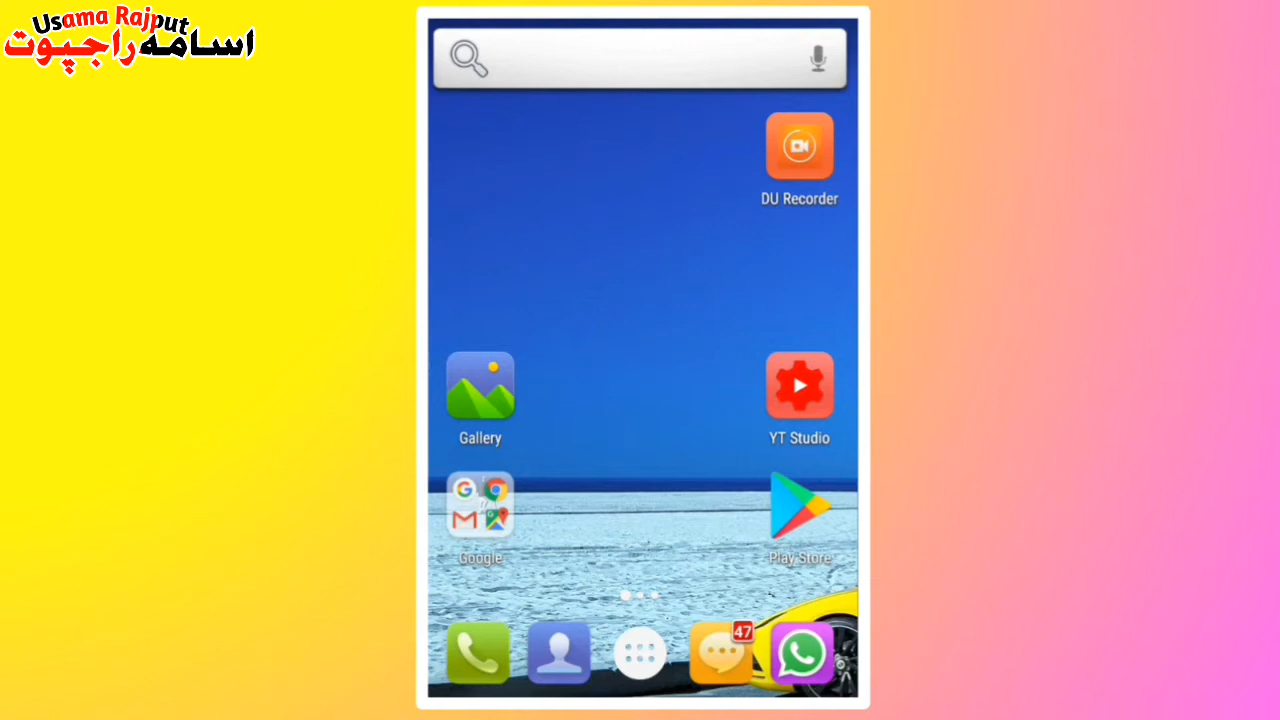 Usama Rajput
اسامہ راجپوت
DU Recorder
Gallery
YT Studio
Google
Play Store
47